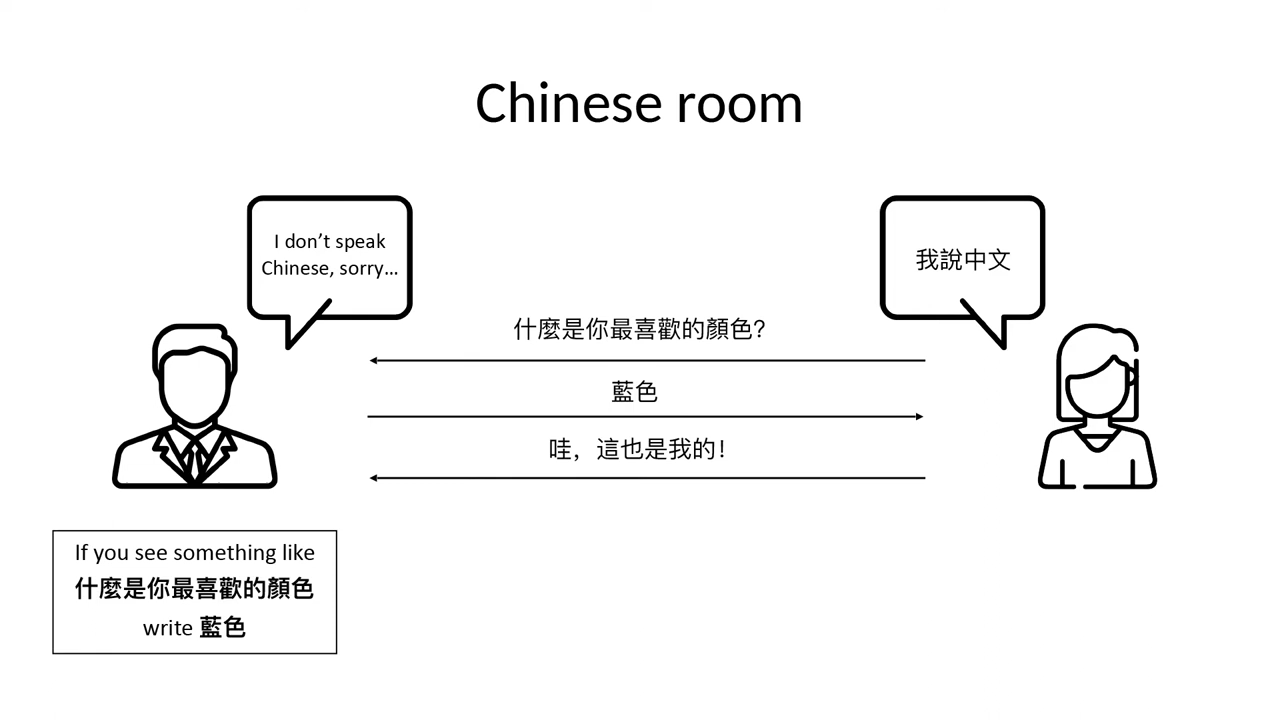 Chinese room
I don’t speak
Chinese, sorry…
我說中文
什麼是你最喜歡的顏色?
藍色
哇，這也是我的!
If you see something like
什麼是你最喜歡的顏色
write 藍色